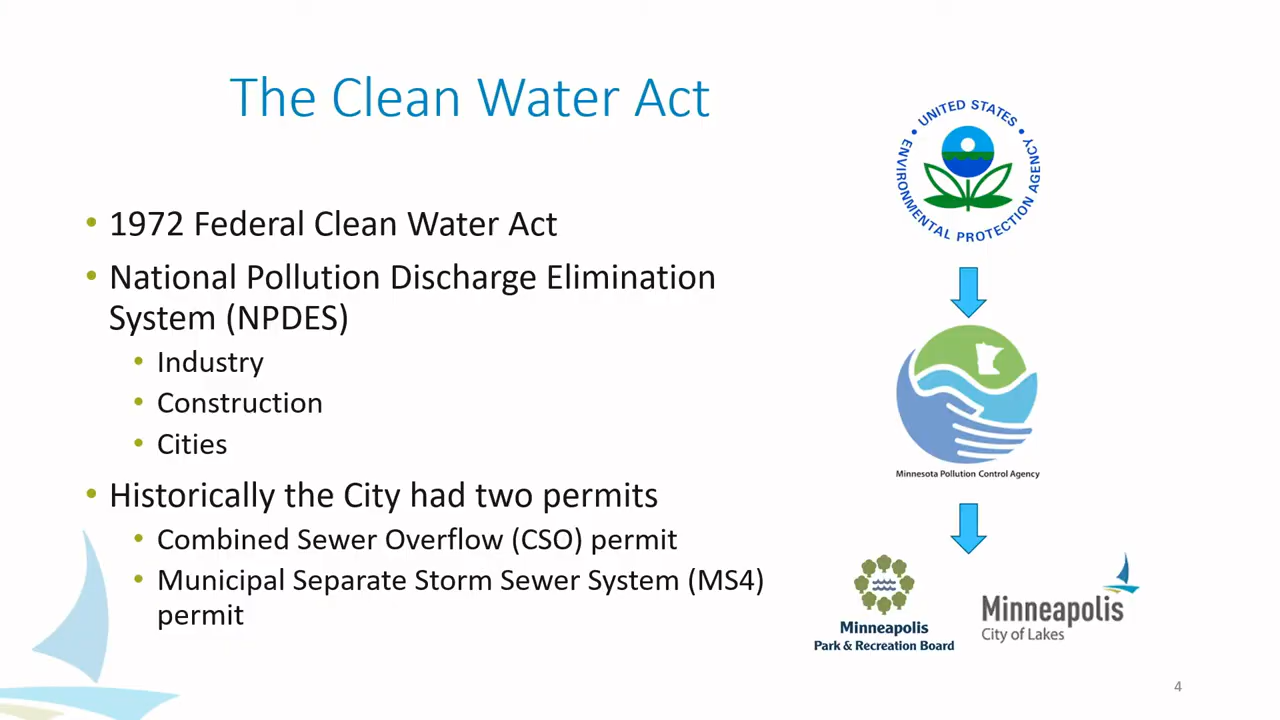 The Clean Water Act
• 1972 Federal Clean Water Act
• National Pollution Discharge Elimination
System (NPDES)
• Industry
• Construction
• Cities
• Historically the City had two permits
• Combined Sewer Overflow (CSO) permit
• Municipal Separate Storm Sewer System (MS4)
permit
UNITED STATES
ENVIRONMENTAL PROTECTION AGENCY
Minnesota Pollution Control Agency
Minneapolis
Park & Recreation Board
Minneapolis
City of Lakes
4